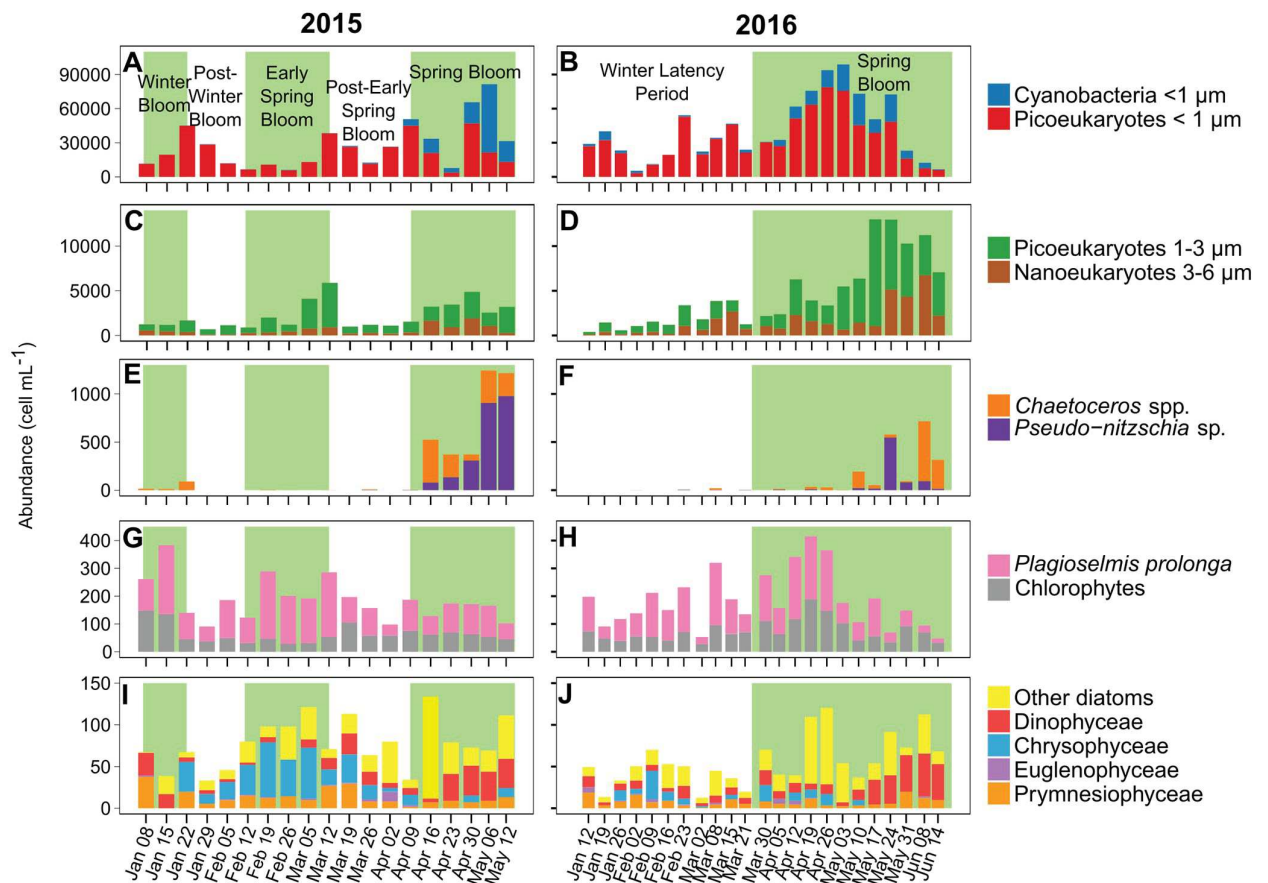 2015
2016
A
Winter
Bloom
Post-
Winter
Bloom
Early
Spring
Bloom
Post-Early
Spring
Bloom
Spring Bloom
B
Winter Latency
Period
Spring
Bloom
90000
60000
30000
0
Cyanobacteria <1 µm
Picoeukaryotes < 1 µm
C
D
10000
5000
0
Picoeukaryotes 1-3 µm
Nanoeukaryotes 3-6 µm
Abundance (cell mL⁻¹)
E
F
1000
500
0
Chaetoceros spp.
Pseudo−nitzschia sp.
G
H
400
300
200
100
0
Plagioselmis prolonga
Chlorophytes
I
J
150
100
50
0
Other diatoms
Dinophyceae
Chrysophyceae
Euglenophyceae
Prymnesiophyceae
Jan 08
Jan 15
Jan 22
Jan 29
Feb 05
Feb 12
Feb 19
Feb 26
Mar 05
Mar 12
Mar 19
Mar 26
Apr 02
Apr 09
Apr 16
Apr 23
Apr 30
May 06
May 12
Jan 12
Jan 19
Jan 26
Feb 02
Feb 09
Feb 16
Feb 23
Mar 02
Mar 08
Mar 15
Mar 21
Mar 30
Apr 05
Apr 12
Apr 19
Apr 26
May 03
May 10
May 17
May 24
May 31
Jun 08
Jun 14